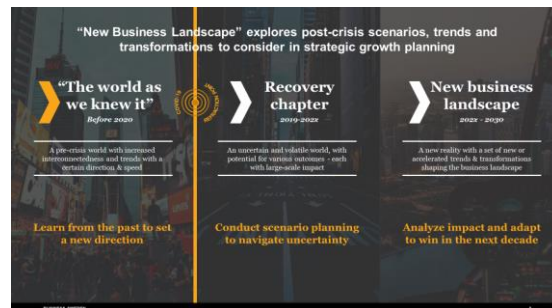 “New Business Landscape” explores post-crisis scenarios, trends and
transformations to consider in strategic growth planning
“The world as
we knew it”
Before 2020
A pre-crisis world with increased
interconnectedness and trends with a
certain direction & speed
Learn from the past to set
a new direction
COVID-19
Recovery
chapter
2019-202x
An uncertain and volatile world, with
potential for various outcomes - each
with large-scale impact
Conduct scenario planning
to navigate uncertainty
New business
landscape
202x - 2030
A new reality with a set of new or
accelerated trends & transformations
shaping the business landscape
Analyze impact and adapt
to win in the next decade